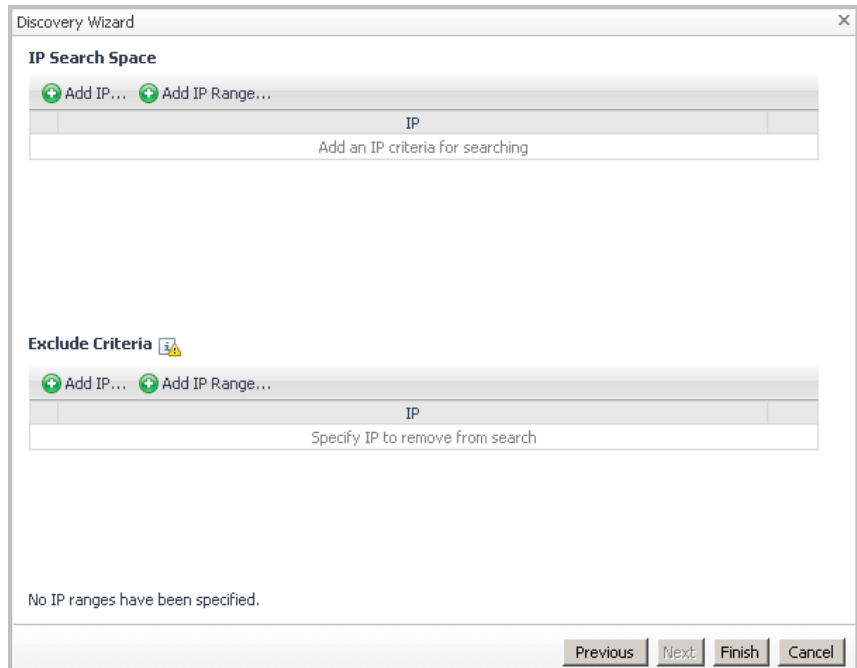 Discovery Wizard
IP Search Space
Add IP... Add IP Range...
IP
Add an IP criteria for searching
Exclude Criteria
Add IP... Add IP Range...
IP
Specify IP to remove from search
No IP ranges have been specified.
Previous Next Finish Cancel